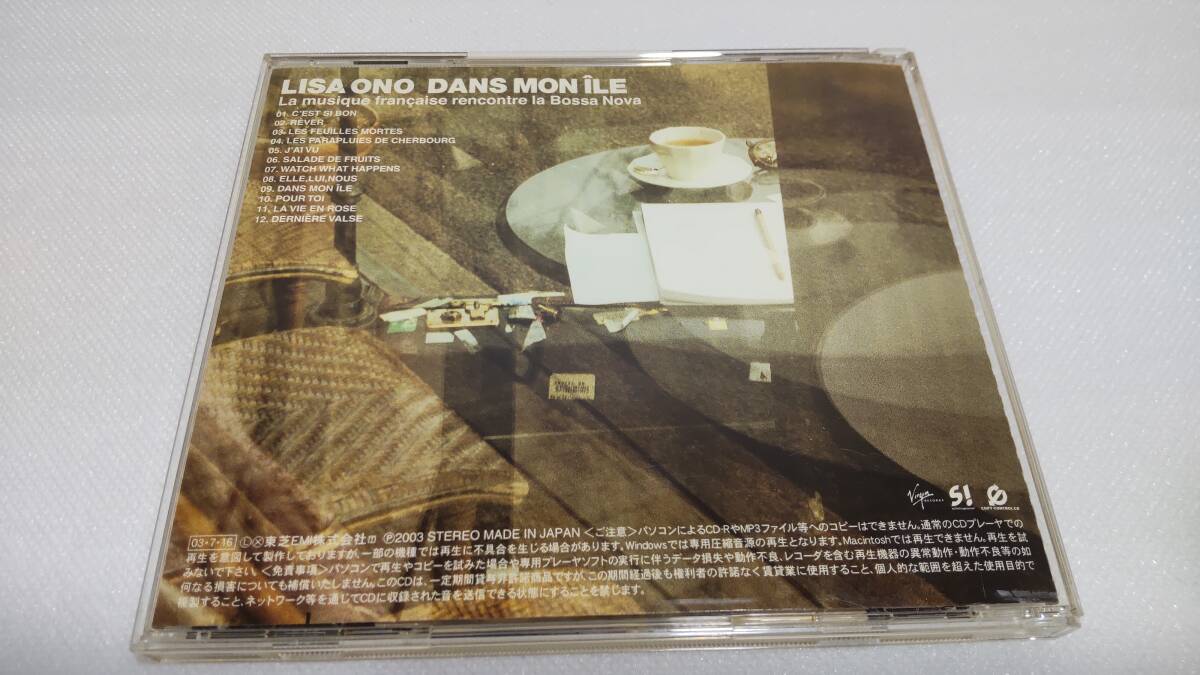 LISA ONO DANS MON ÎLE
La musique française rencontre la Bossa Nova
01. C'EST SI BON
02. RÊVER
03. LES FEUILLES MORTES
04. LES PARAPLUIES DE CHERBOURG
05. J'AI VU
06. SALADE DE FRUITS
07. WATCH WHAT HAPPENS
08. ELLE,LUI,NOUS
09. DANS MON ÎLE
10. POUR TOI
11. LA VIE EN ROSE
12. DERNIÈRE VALSE
Virgin RECORDS
S!
COPY CONTROL CD
03・7・16 Ⓛ Ⓧ東芝EMI株式会社 ℗2003 STEREO MADE IN JAPAN <ご注意>パソコンによるCD-RやMP3ファイル等へのコピーはできません。通常のCDプレーヤでの
再生を意図して製作しておりますが、一部の機種では再生に不具合を生じる場合があります。Windowsでは専用圧縮音源の再生となります。Macintoshでは再生できません。再生を試
みないで下さい。<免責事項>パソコンで再生やコピーを試みた場合や専用プレーヤソフトの実行に伴うデータ損失や動作不良、レコーダを含む再生機器の異常動作・動作不良等の如
何なる損害についても補償いたしません。このCDは、一定期間貸与非許諾商品ですが、この期間経過後も権利者の許諾なく賃貸業に使用すること、個人的な範囲を超えた使用目的で
複製すること、ネットワーク等を通じてCDに収録された音を送信できる状態にすることを禁じます。